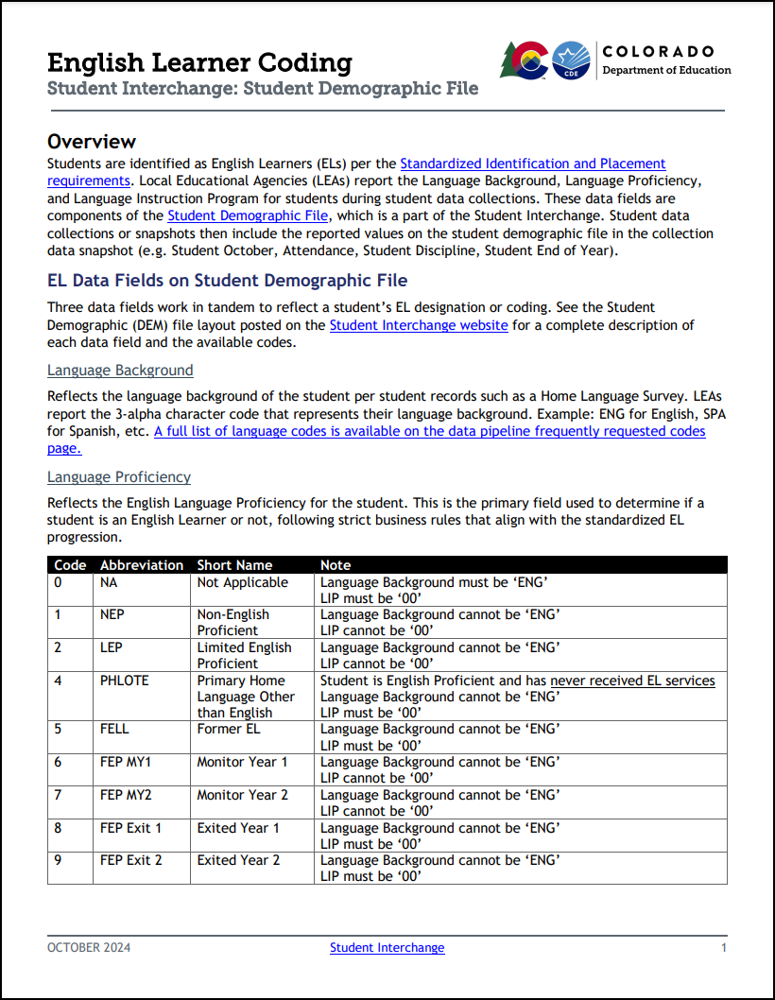 English Learner Coding
Student Interchange: Student Demographic File
CDE
COLORADO
Department of Education
Overview
Students are identified as English Learners (ELs) per the Standardized Identification and Placement
requirements. Local Educational Agencies (LEAs) report the Language Background, Language Proficiency,
and Language Instruction Program for students during student data collections. These data fields are
components of the Student Demographic File, which is a part of the Student Interchange. Student data
collections or snapshots then include the reported values on the student demographic file in the collection
data snapshot (e.g. Student October, Attendance, Student Discipline, Student End of Year).
EL Data Fields on Student Demographic File
Three data fields work in tandem to reflect a student’s EL designation or coding. See the Student
Demographic (DEM) file layout posted on the Student Interchange website for a complete description of
each data field and the available codes.
Language Background
Reflects the language background of the student per student records such as a Home Language Survey. LEAs
report the 3-alpha character code that represents their language background. Example: ENG for English, SPA
for Spanish, etc. A full list of language codes is available on the data pipeline frequently requested codes
page.
Language Proficiency
Reflects the English Language Proficiency for the student. This is the primary field used to determine if a
student is an English Learner or not, following strict business rules that align with the standardized EL
progression.
Code Abbreviation Short Name Note
0 NA Not Applicable Language Background must be ‘ENG’
LIP must be ‘00’
1 NEP Non-English Language Background cannot be ‘ENG’
Proficient LIP cannot be ‘00’
2 LEP Limited English Language Background cannot be ‘ENG’
Proficient LIP cannot be ‘00’
4 PHLOTE Primary Home Student is English Proficient and has never received EL services
Language Other Language Background cannot be ‘ENG’
than English LIP must be ‘00’
5 FELL Former EL Language Background cannot be ‘ENG’
LIP must be ‘00’
6 FEP MY1 Monitor Year 1 Language Background cannot be ‘ENG’
LIP cannot be ‘00’
7 FEP MY2 Monitor Year 2 Language Background cannot be ‘ENG’
LIP cannot be ‘00’
8 FEP Exit 1 Exited Year 1 Language Background cannot be ‘ENG’
LIP must be ‘00’
9 FEP Exit 2 Exited Year 2 Language Background cannot be ‘ENG’
LIP must be ‘00’
OCTOBER 2024 Student Interchange 1